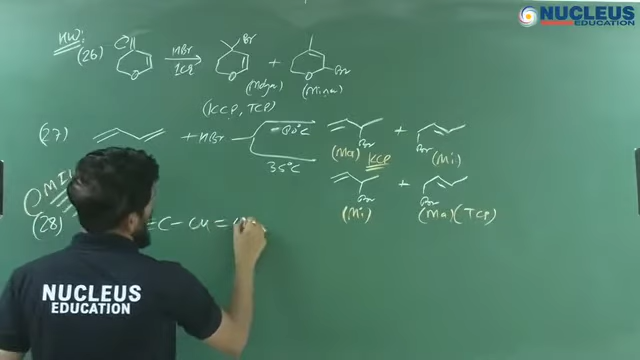 NUCLEUS
EDUCATION
HW:
(26)
HBr
1eq
Br
+
Br
(Major)
(Minor)
(KCP, TCP)
(27)
+ HBr
-80°C
35°C
+
Br
Br
(Ma) KCP
(Mi)
+
Br
Br
(Mi)
(Ma) (TCP)
(28)
= C - CH =
NUCLEUS
EDUCATION